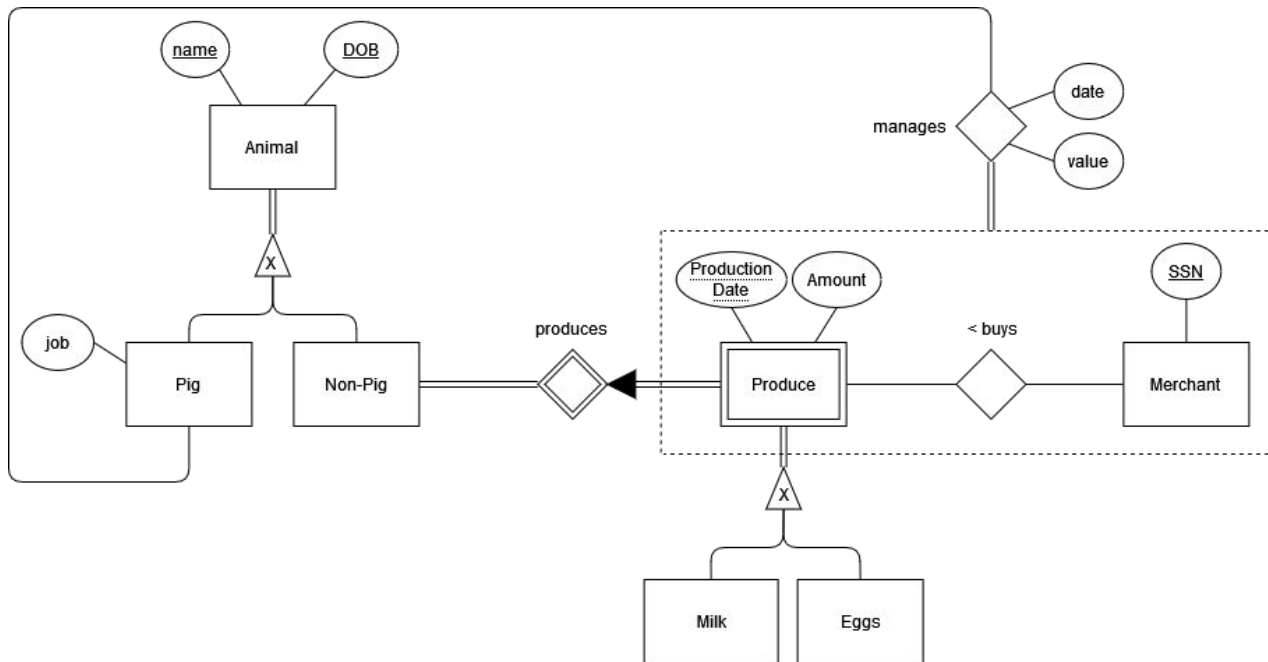 name
DOB
date
manages
Animal
value
X
Production
Date
Amount
SSN
job
produces
< buys
Pig
Non-Pig
Produce
Merchant
X
Milk
Eggs